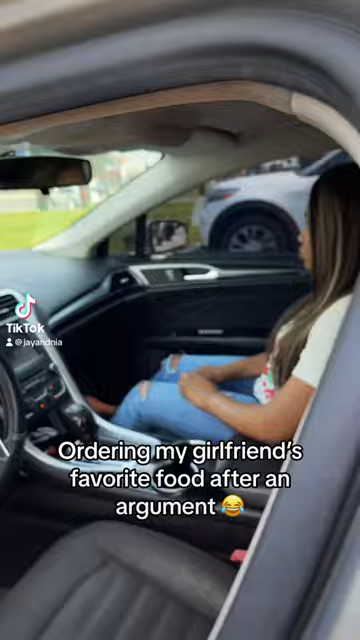 TikTok
@jayandnia
Ordering my girlfriend's
favorite food after an
argument 😂